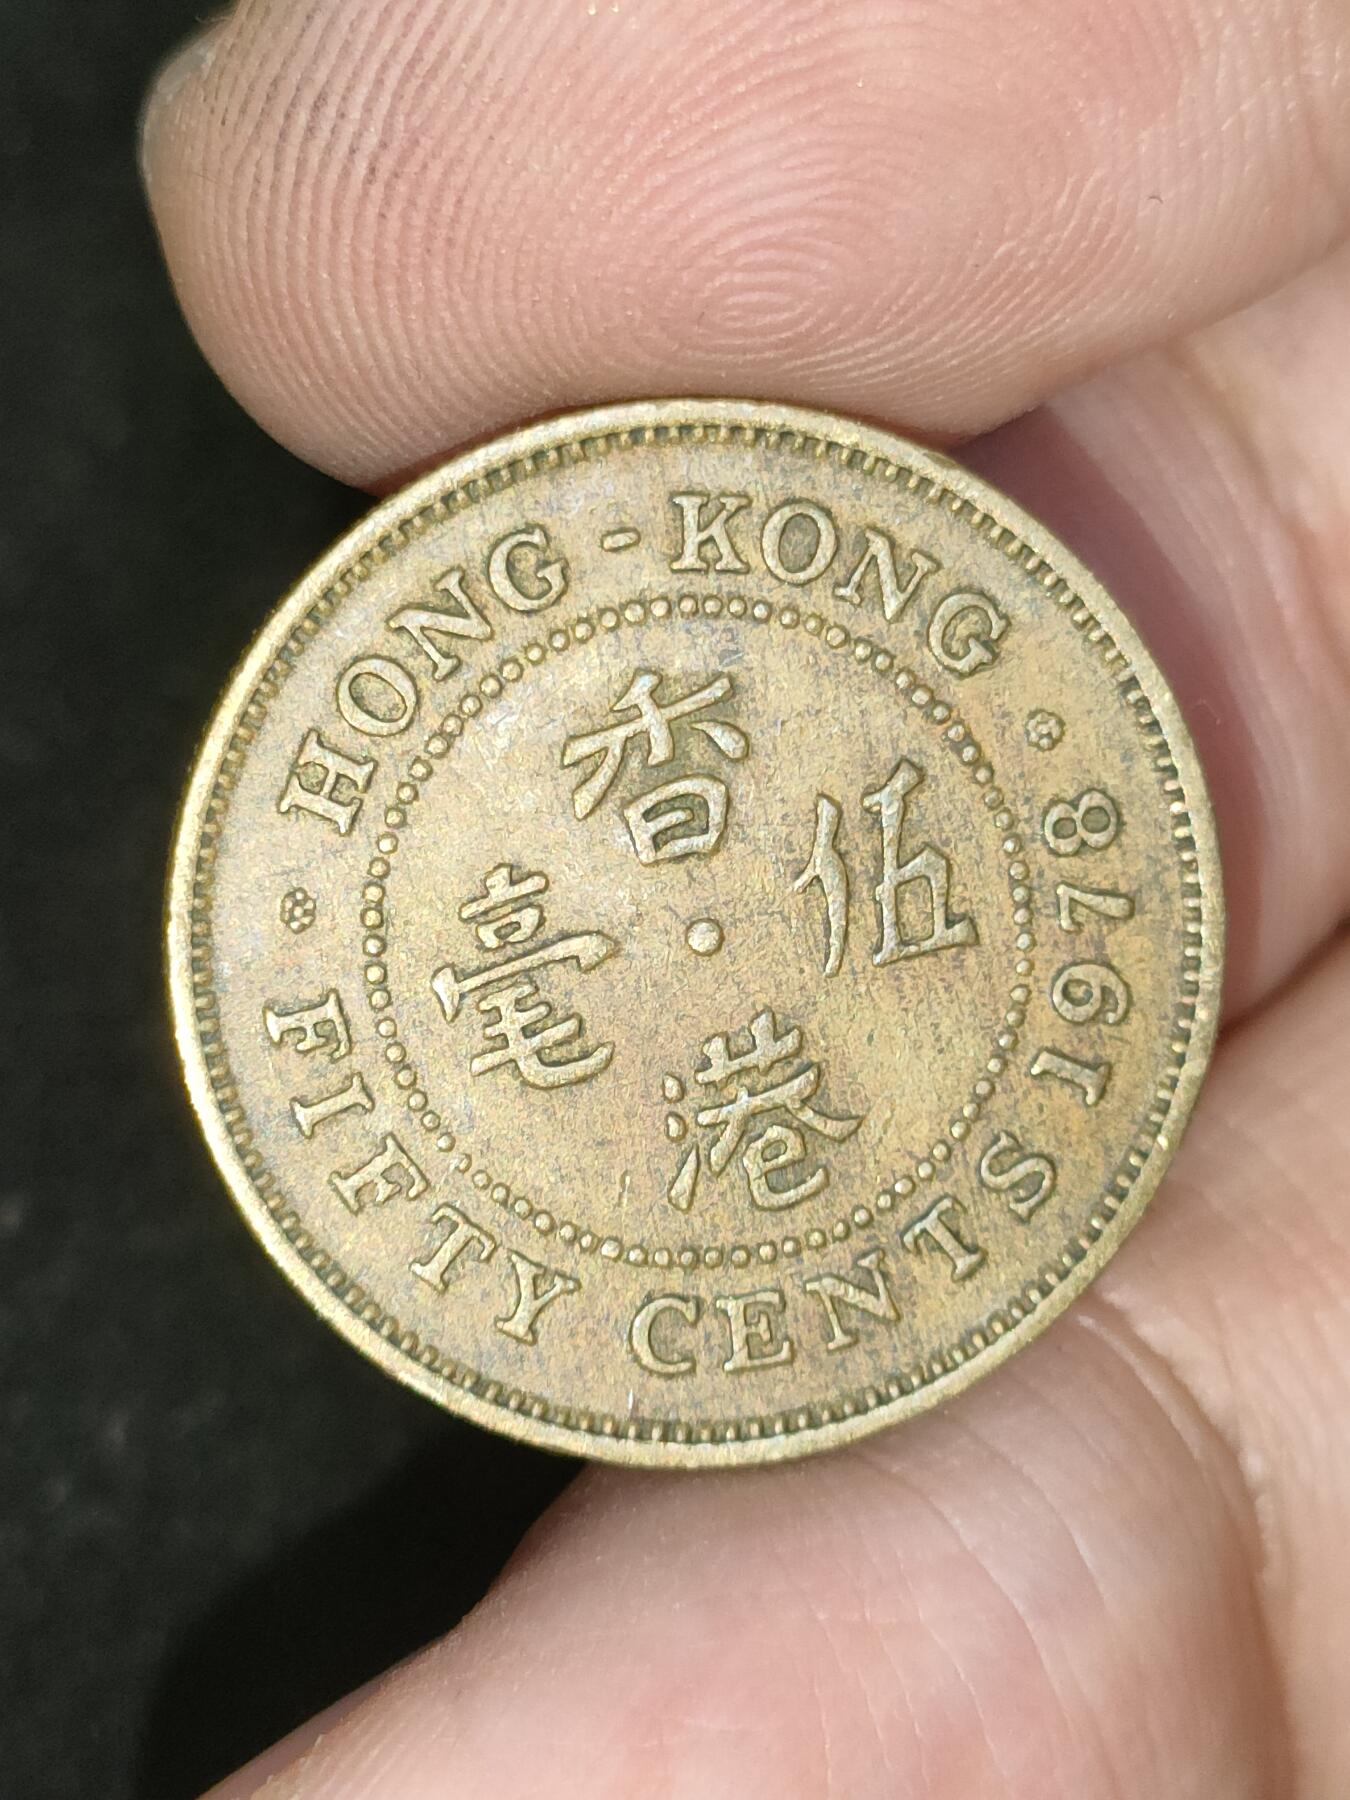 HONG - KONG
香港
伍毫
FIFTY CENTS 1978